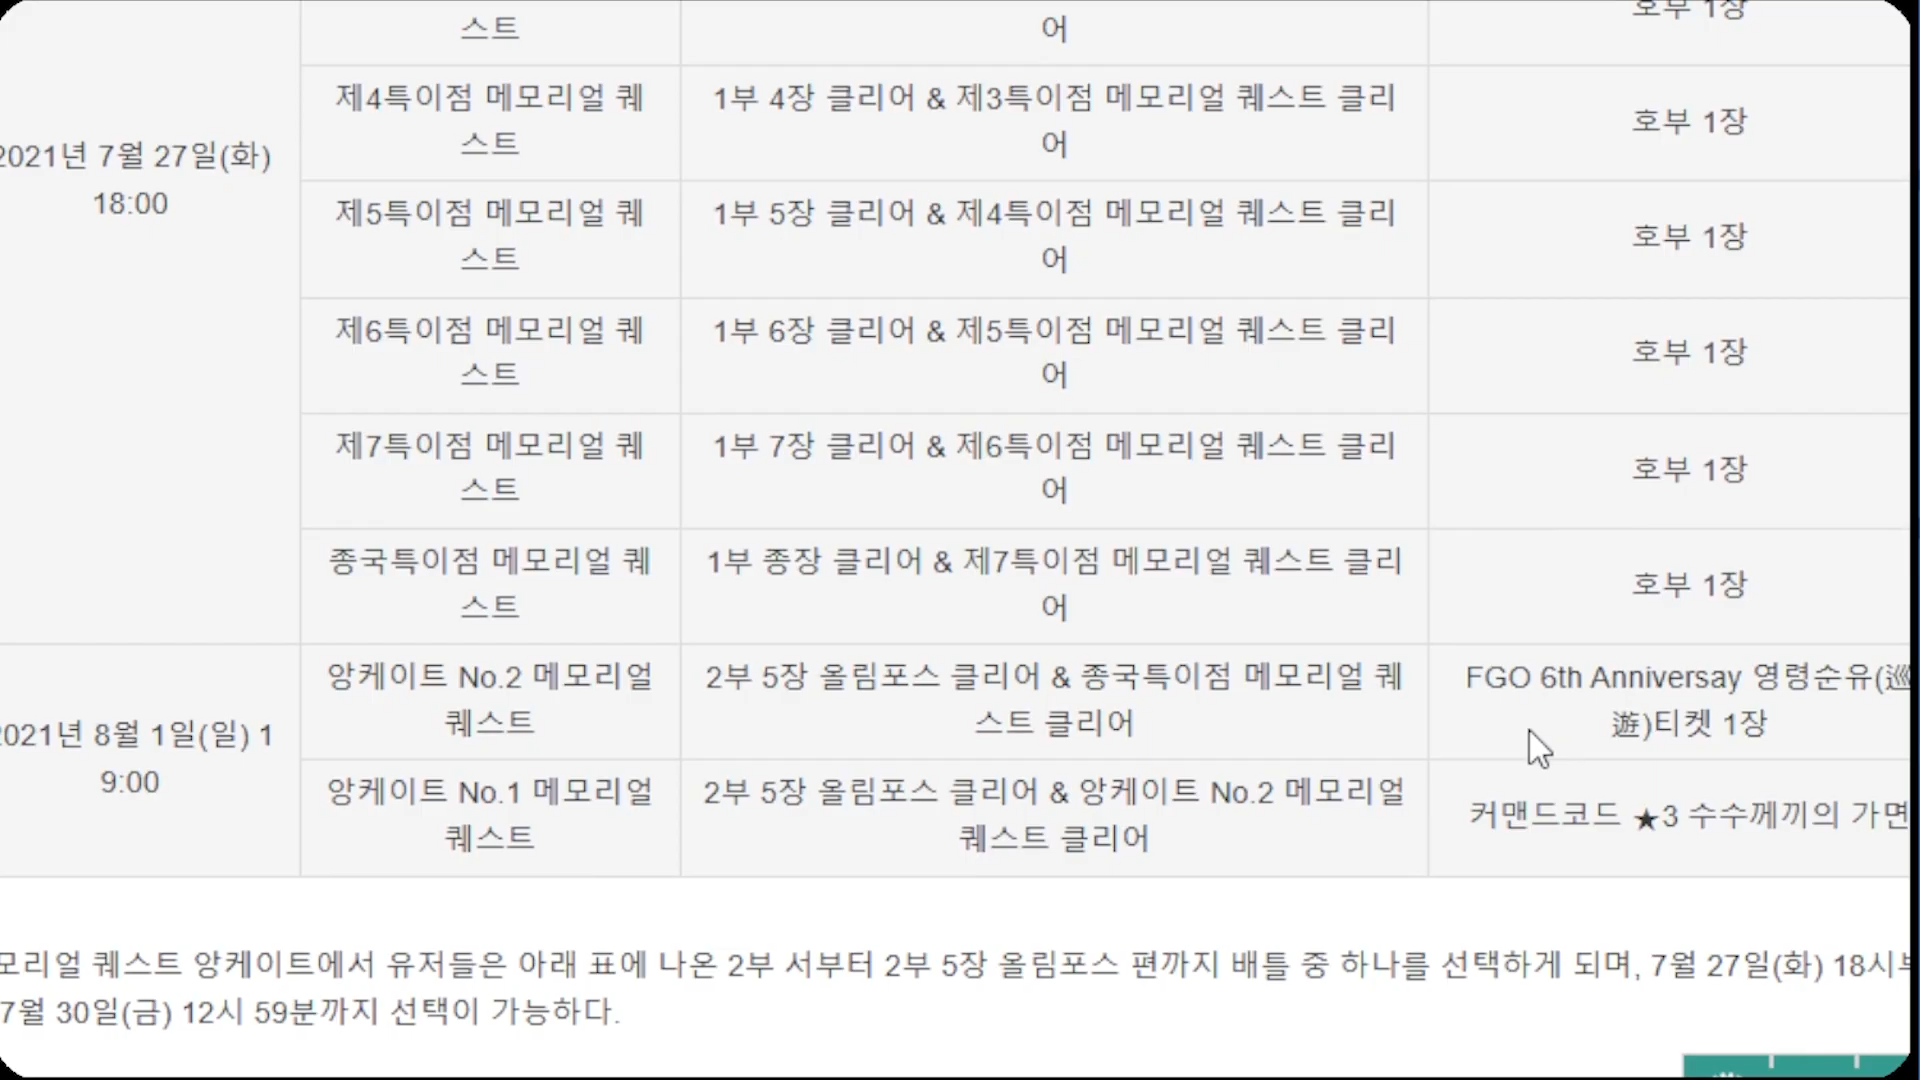 스트
어
호부 1장
제4특이점 메모리얼 퀘
스트
1부 4장 클리어 & 제3특이점 메모리얼 퀘스트 클리
어
호부 1장
2021년 7월 27일(화)
18:00
제5특이점 메모리얼 퀘
스트
1부 5장 클리어 & 제4특이점 메모리얼 퀘스트 클리
어
호부 1장
제6특이점 메모리얼 퀘
스트
1부 6장 클리어 & 제5특이점 메모리얼 퀘스트 클리
어
호부 1장
제7특이점 메모리얼 퀘
스트
1부 7장 클리어 & 제6특이점 메모리얼 퀘스트 클리
어
호부 1장
종국특이점 메모리얼 퀘
스트
1부 종장 클리어 & 제7특이점 메모리얼 퀘스트 클리
어
호부 1장
2021년 8월 1일(일) 1
9:00
앙케이트 No.2 메모리얼
퀘스트
2부 5장 올림포스 클리어 & 종국특이점 메모리얼 퀘
스트 클리어
FGO 6th Anniversay 영령순유(巡
遊)티켓 1장
앙케이트 No.1 메모리얼
퀘스트
2부 5장 올림포스 클리어 & 앙케이트 No.2 메모리얼
퀘스트 클리어
커맨드코드 ★3 수수께끼의 가면
모리얼 퀘스트 앙케이트에서 유저들은 아래 표에 나온 2부 서부터 2부 5장 올림포스 편까지 배틀 중 하나를 선택하게 되며, 7월 27일(화) 18시부
7월 30일(금) 12시 59분까지 선택이 가능하다.